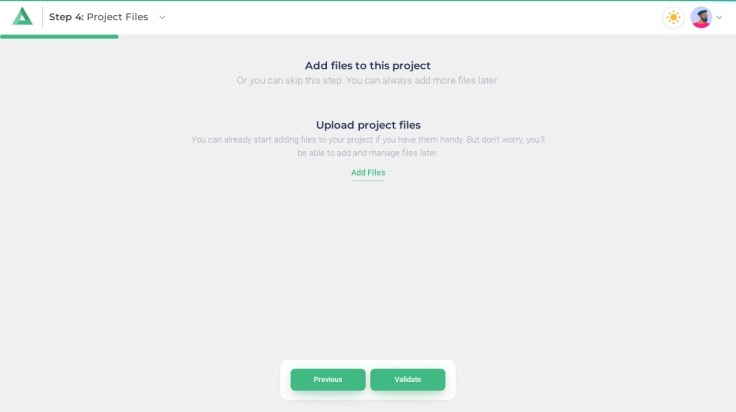 Step 4: Project Files
Add files to this project
Or you can skip this step. You can always add more files later.
Upload project files
You can already start adding files to your project if you have them handy. But don't worry, you'll
be able to add and manage files later.
Add Files
Previous
Validate